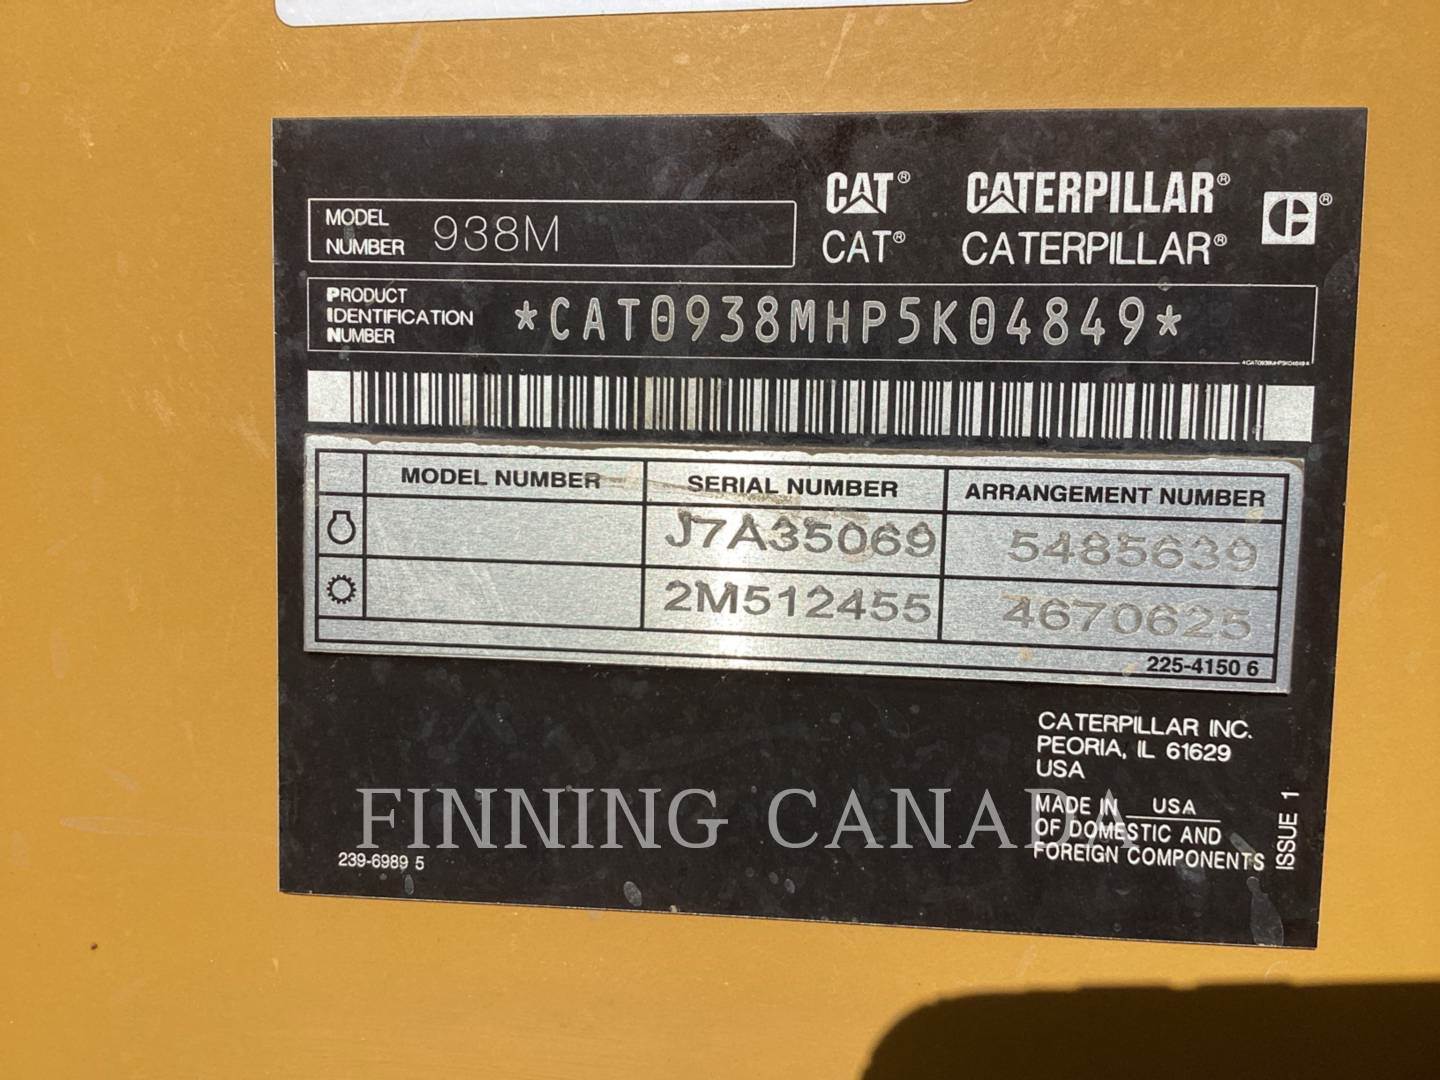 MODEL NUMBER 938M
CAT® CATERPILLAR®
CAT® CATERPILLAR®
PRODUCT
IDENTIFICATION
NUMBER
*CAT0938MHP5K04849*
*CAT0938MHP5K04849*
MODEL NUMBER SERIAL NUMBER ARRANGEMENT NUMBER
J7A35069 5485639
2M512455 4670625
225-4150 6
CATERPILLAR INC.
PEORIA, IL 61629
USA
MADE IN USA
OF DOMESTIC AND
FOREIGN COMPONENTS
ISSUE 1
239-6989 5
FINNING CANADA